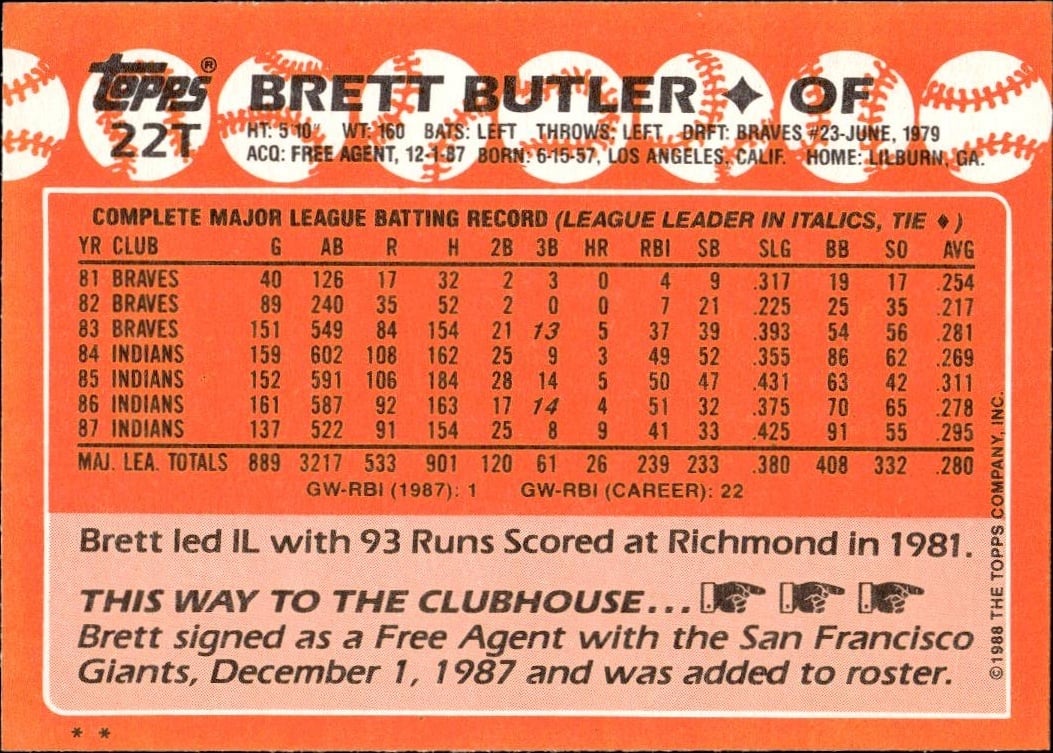 Topps®
22T
BRETT BUTLER ✦ OF
HT: 5'10" WT: 160 BATS: LEFT THROWS: LEFT DRFT: BRAVES #23-JUNE, 1979
ACQ: FREE AGENT, 12-1-87 BORN: 6-15-57, LOS ANGELES, CALIF. HOME: LILBURN, GA.
COMPLETE MAJOR LEAGUE BATTING RECORD (LEAGUE LEADER IN ITALICS, TIE ♦)
YR CLUB G AB R H 2B 3B HR RBI SB SLG BB SO AVG
81 BRAVES 40 126 17 32 2 3 0 4 9 .317 19 17 .254
82 BRAVES 89 240 35 52 2 0 0 7 21 .225 25 35 .217
83 BRAVES 151 549 84 154 21 13 5 37 39 .393 54 56 .281
84 INDIANS 159 602 108 162 25 9 3 49 52 .355 86 62 .269
85 INDIANS 152 591 106 184 28 14 5 50 47 .431 63 42 .311
86 INDIANS 161 587 92 163 17 14 4 51 32 .375 70 65 .278
87 INDIANS 137 522 91 154 25 8 9 41 33 .425 91 55 .295
MAJ. LEA. TOTALS 889 3217 533 901 120 61 26 239 233 .380 408 332 .280
GW-RBI (1987): 1 GW-RBI (CAREER): 22
Brett led IL with 93 Runs Scored at Richmond in 1981.
THIS WAY TO THE CLUBHOUSE...
Brett signed as a Free Agent with the San Francisco
Giants, December 1, 1987 and was added to roster.
* *
©1988 THE TOPPS COMPANY, INC.